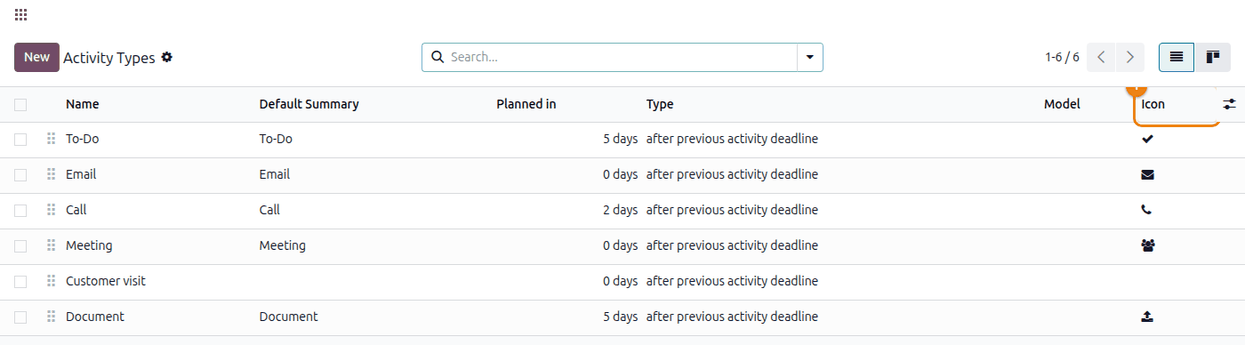 New Activity Types Search... 1-6 / 6
Name Default Summary Planned in Type Model Icon
To-Do To-Do 5 days after previous activity deadline
Email Email 0 days after previous activity deadline
Call Call 2 days after previous activity deadline
Meeting Meeting 0 days after previous activity deadline
Customer visit 0 days after previous activity deadline
Document Document 5 days after previous activity deadline